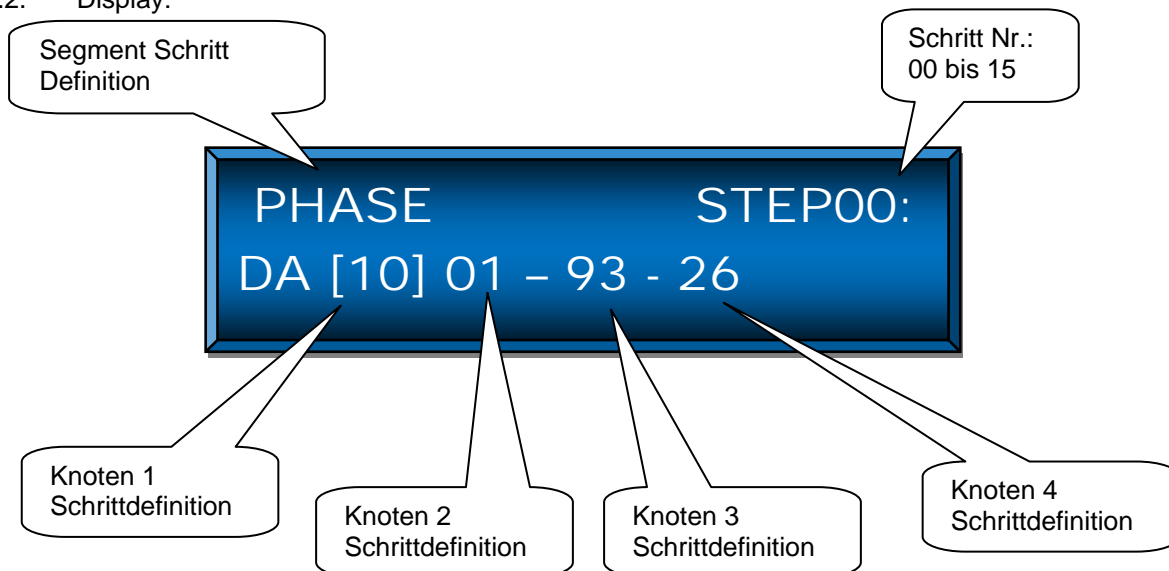 .2. Display:
Segment Schritt
Definition
Schritt Nr.:
00 bis 15
PHASE STEP00:
DA [10] 01 – 93 - 26
Knoten 1
Schrittdefinition
Knoten 2
Schrittdefinition
Knoten 3
Schrittdefinition
Knoten 4
Schrittdefinition